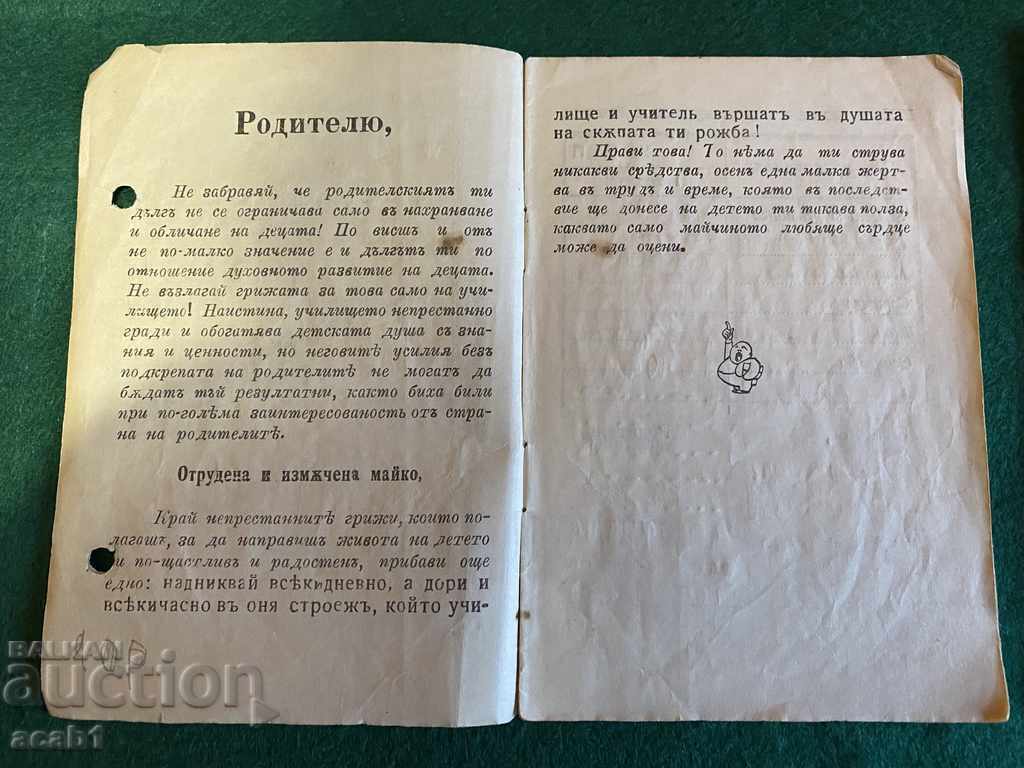 Родителю,
Не забравяй, че родителскиятъ ти
дългъ не се ограничава само въ нахранване
и обличане на децата! По висшъ и отъ
не по-малко значение е и дългътъ ти по
отношение духовното развитие на децата.
Не възлагай грижата за това само на учи-
лището! Наистина, училището непрестанно
гради и обогатява детската душа съ зна-
ния и ценности, но неговитѣ усилия безъ
подкрепата на родителитѣ не могатъ да
бѫдатъ тъй резултатни, както биха били
при по-голѣма заинтересованость отъ стра-
на на родителитѣ.
Отрудена и измѫчена майко,
Край непрестаннитѣ грижи, които по-
лагашъ, за да направишъ живота на детето
си по-щастливъ и радостенъ, прибави още
едно: надниквай всѣкидневно, а дори и
всѣкичасно въ оня строежъ, който учи-
лище и учитель вършатъ въ душата
на скѫпата ти рожба!
Прави това! То нѣма да ти струва
никакви срѣдства, освенъ една малка жерт-
ва въ трудъ и време, която въ последст-
вие ще донесе на детето ти такава полза,
каквато само майчиното любяще сърдце
може да оцени.
BALKAN
auction
acab1